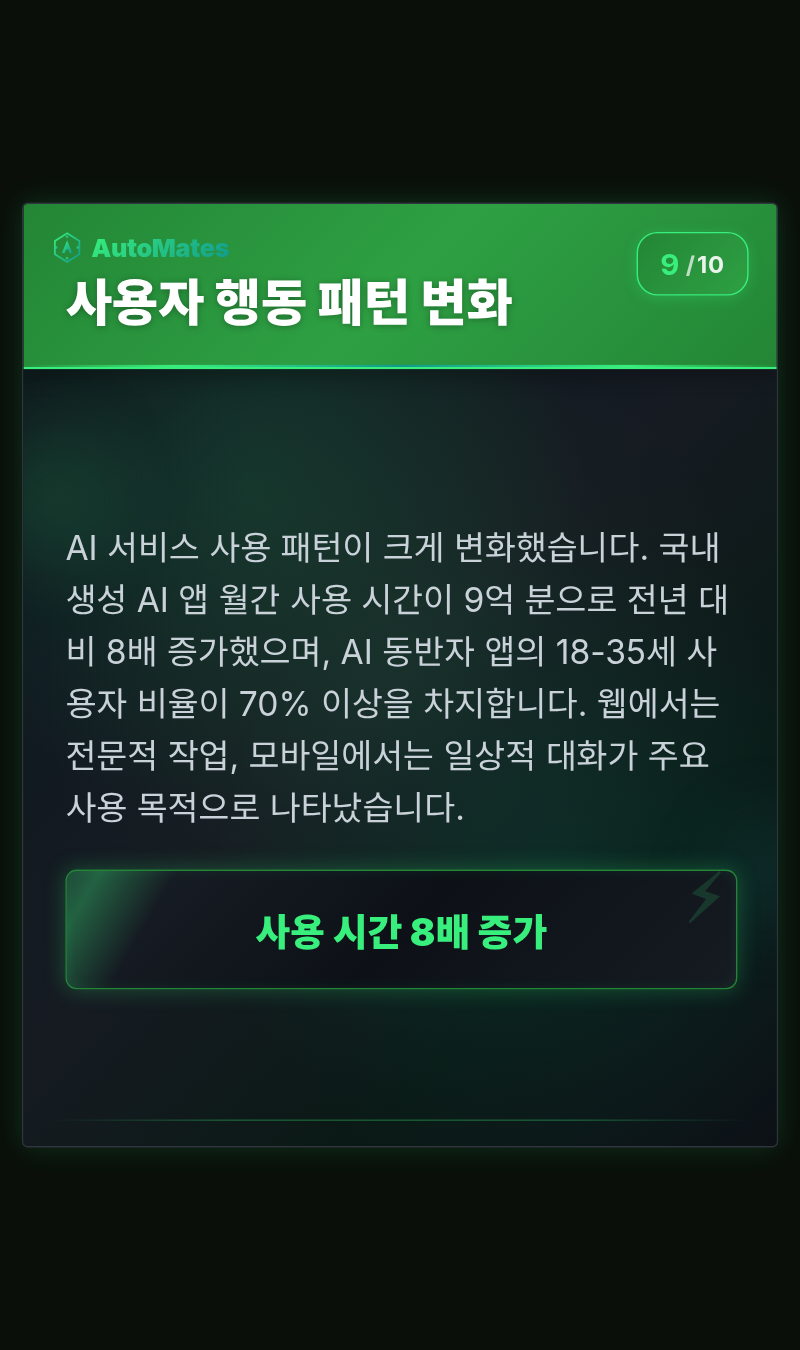 AutoMates
사용자 행동 패턴 변화
9 /10
AI 서비스 사용 패턴이 크게 변화했습니다. 국내
생성 AI 앱 월간 사용 시간이 9억 분으로 전년 대
비 8배 증가했으며, AI 동반자 앱의 18-35세 사
용자 비율이 70% 이상을 차지합니다. 웹에서는
전문적 작업, 모바일에서는 일상적 대화가 주요
사용 목적으로 나타났습니다.
사용 시간 8배 증가